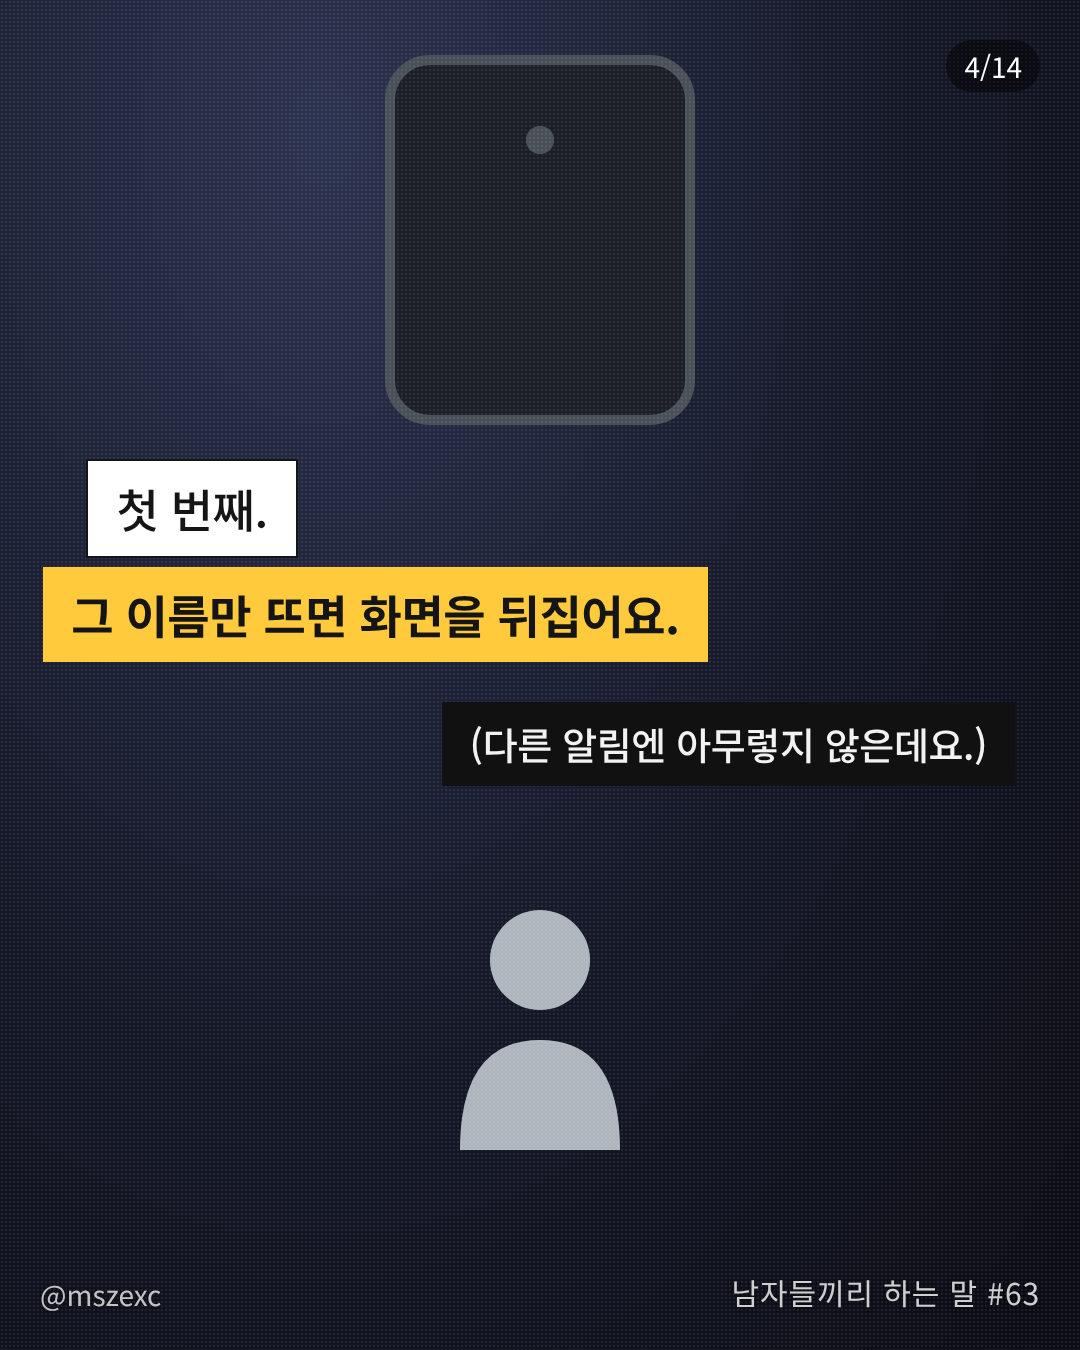 4/14
첫 번째.
그 이름만 뜨면 화면을 뒤집어요.
(다른 알림엔 아무렇지 않은데요.)
@mszexc
남자들끼리 하는 말 #63